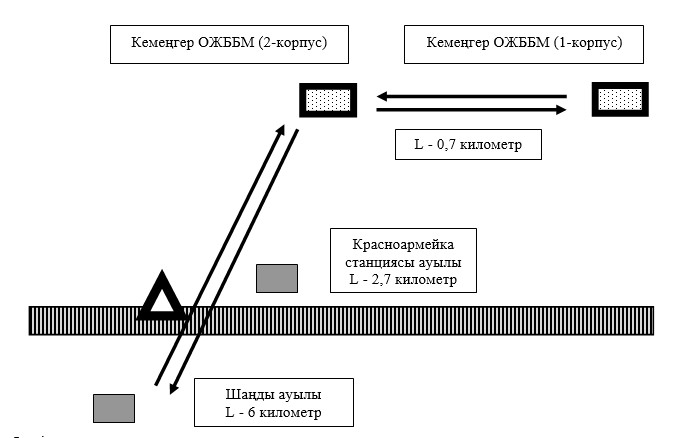 Кемеңгер ОЖББМ (2-корпус)
Кемеңгер ОЖББМ (1-корпус)
L - 0,7 километр
Красноармейка
станциясы ауылы
L - 2,7 километр
Шаңды ауылы
L - 6 километр